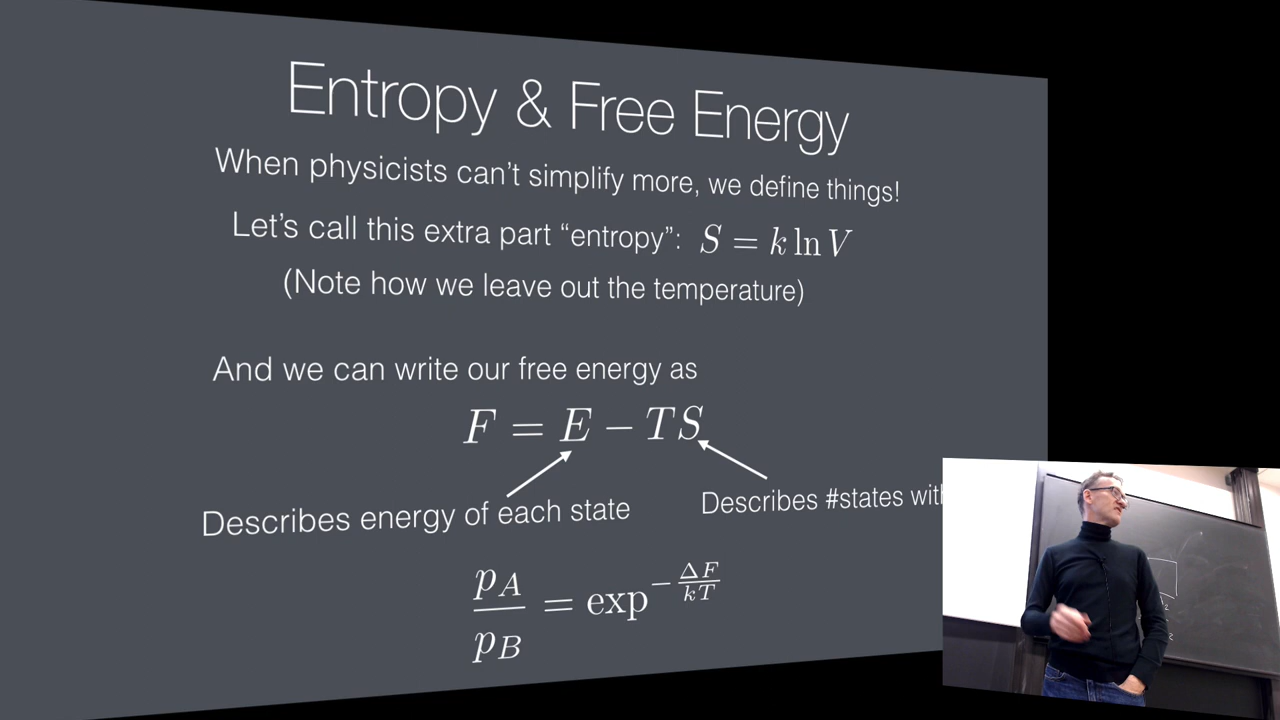 Entropy & Free Energy
When physicists can't simplify more, we define things!
Let's call this extra part “entropy”: S = k ln V
(Note how we leave out the temperature)
And we can write our free energy as
F = E − TS
Describes energy of each state
Describes #states
p_A / p_B = exp^{−ΔF/kT}